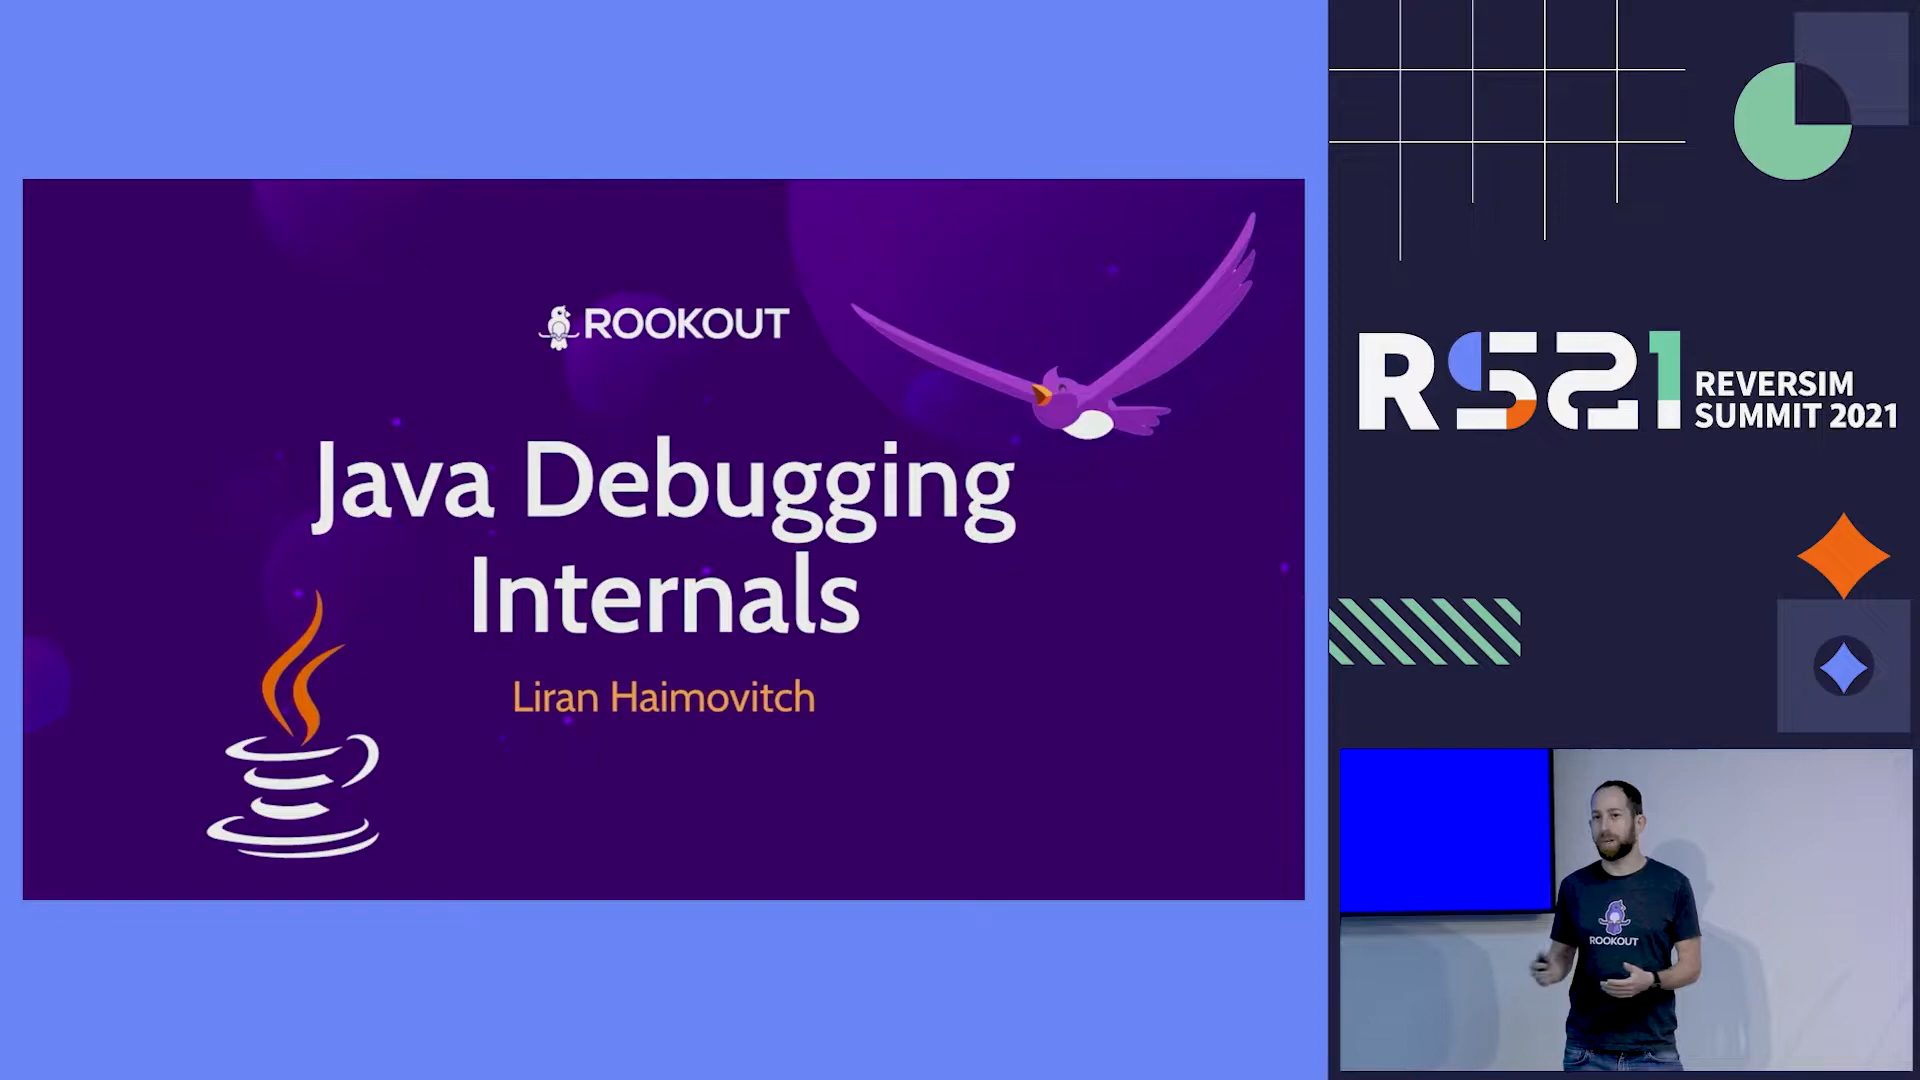 ROOKOUT
Java Debugging
Internals
Liran Haimovitch
RS21
REVERSIM
SUMMIT 2021
ROOKOUT